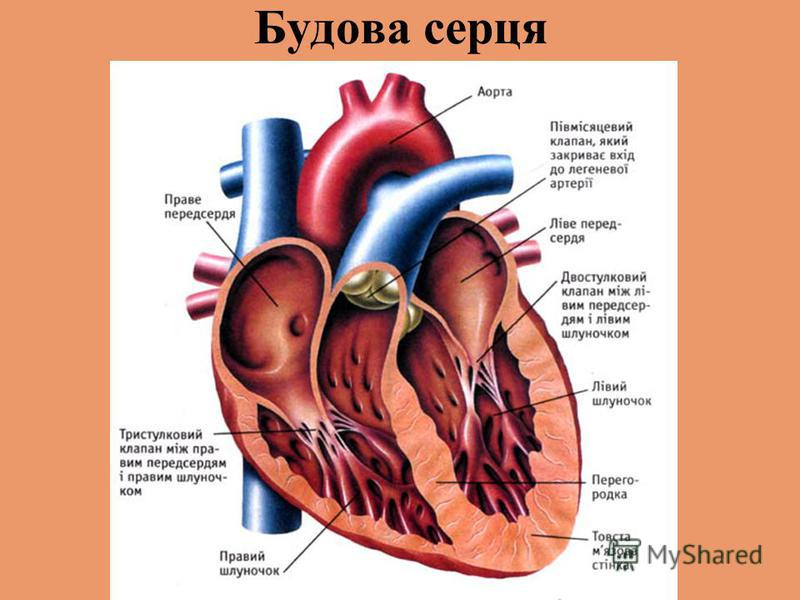 Будова серця
Аорта
Півмісяцевий
клапан, який
закриває вхід
до легеневої
артерії
Праве
передсердя
Ліве перед-
сердя
Двостулковий
клапан між лі-
вим передсер-
дям і лівим
шлуночком
Лівий
шлуночок
Тристулковий
клапан між пра-
вим передсердям
і правим шлуноч-
ком
Перего-
родка
Правий
шлуночок
Товста
м'язова
стінка
MyShared